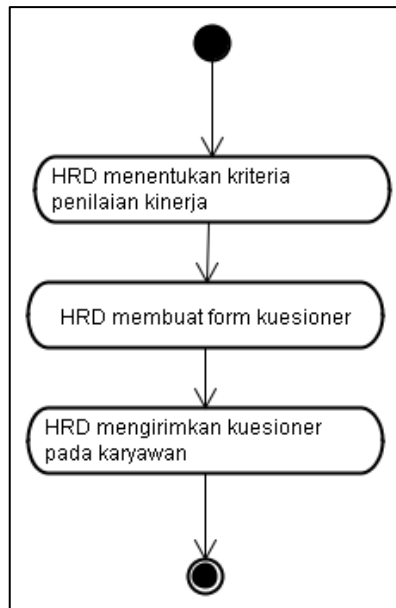 HRD menentukan kriteria
penilaian kinerja
HRD membuat form kuesioner
HRD mengirimkan kuesioner
pada karyawan